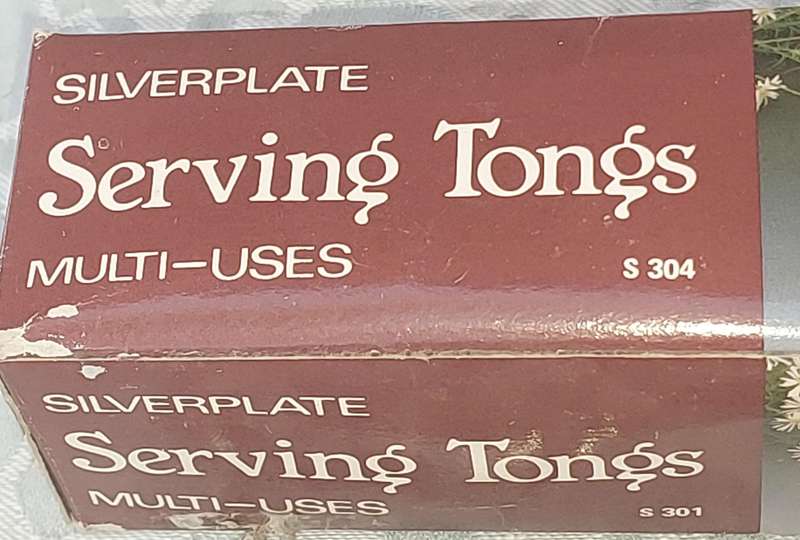 SILVERPLATE
Serving Tongs
MULTI-USES
S 304
SILVERPLATE
Serving Tongs
MULTI-USES
S 301